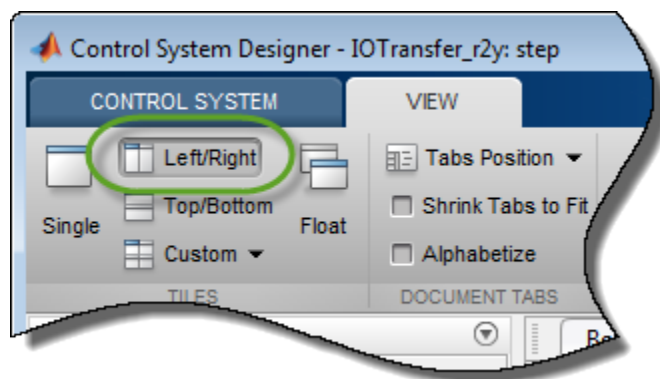 Control System Designer - IOTransfer_r2y: step
CONTROL SYSTEM VIEW
Left/Right Tabs Position
Single Top/Bottom Float Shrink Tabs to Fit
Custom Alphabetize
TILES DOCUMENT TABS